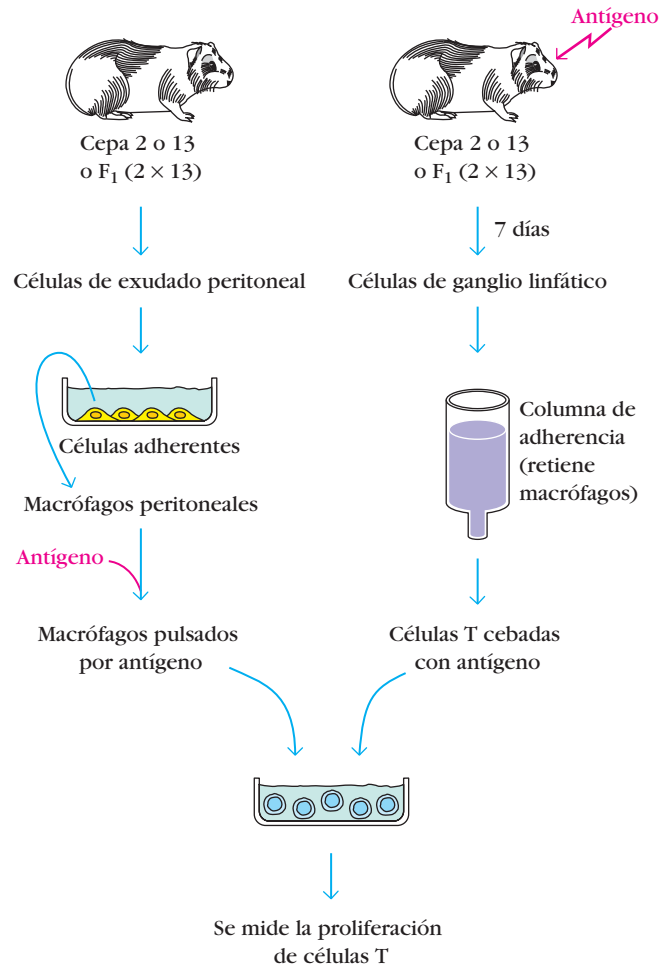 Antígeno
Cepa 2 o 13
o F₁ (2 × 13)
Cepa 2 o 13
o F₁ (2 × 13)
7 días
Células de exudado peritoneal
Células de ganglio linfático
Células adherentes
Columna de
adherencia
(retiene
macrófagos)
Macrófagos peritoneales
Antígeno
Macrófagos pulsados
por antígeno
Células T cebadas
con antígeno
Se mide la proliferación
de células T